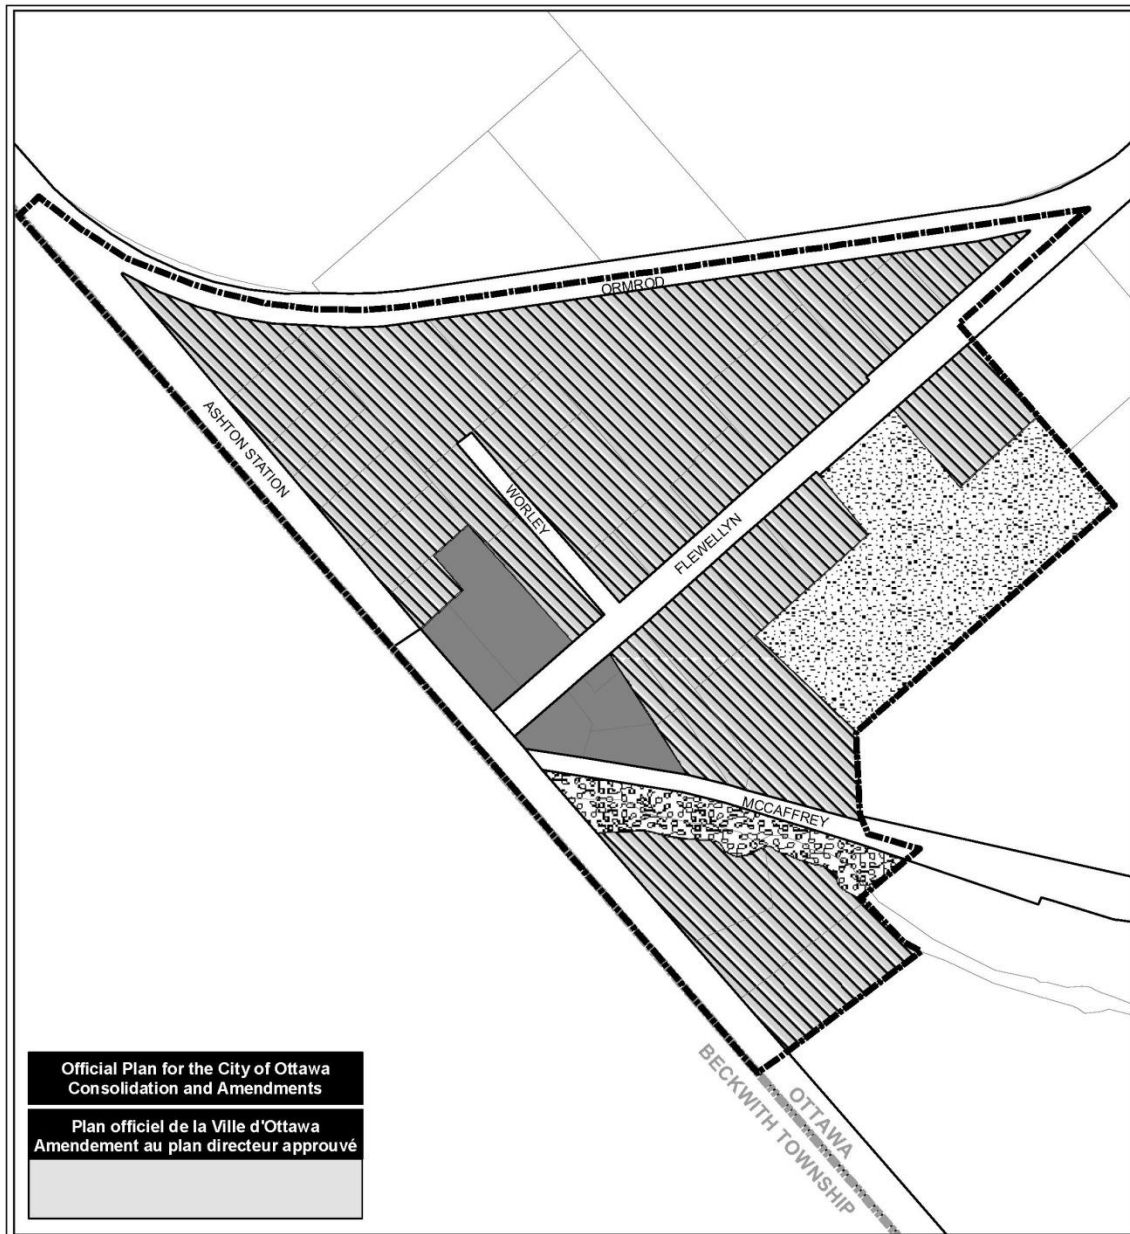 ORMROD
ASHTON STATION
WORLEY
FLEWELLYN
MCCAFFREY
OTTAWA
BECKWITH TOWNSHIP
Official Plan for the City of Ottawa
Consolidation and Amendments
Plan officiel de la Ville d'Ottawa
Amendement au plan directeur approuvé